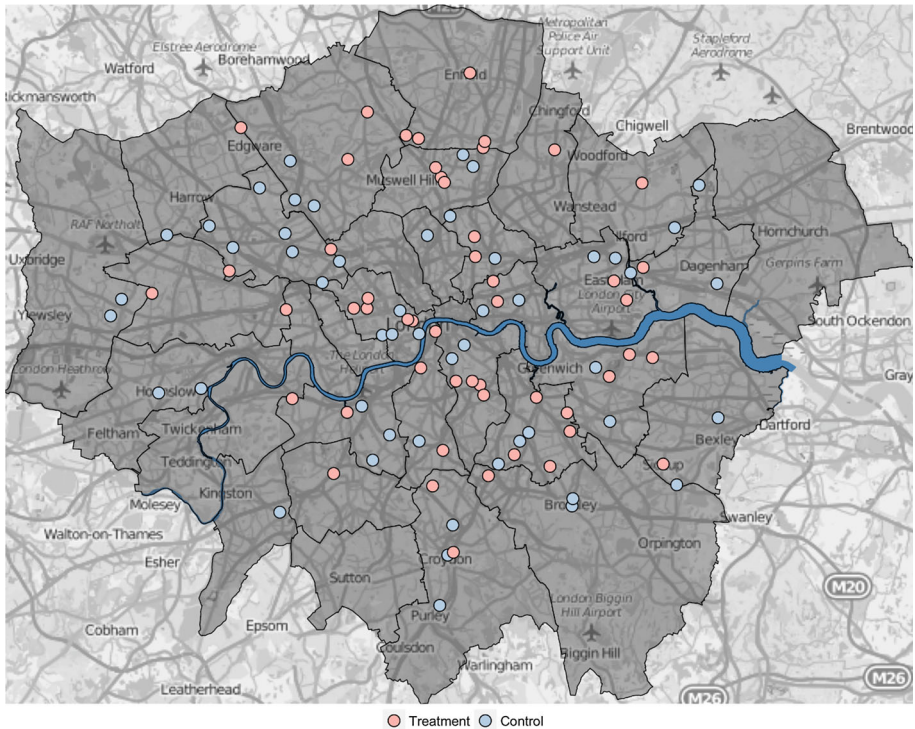 Metropolitan
Police Air
Support Unit
Stapleford
Aerodrome
Elstree Aerodrome
Borehamwood
Watford
Enfield
Rickmansworth
Chingford
Chigwell
Brentwood
Edgware
Woodford
Muswell Hill
Harrow
Wanstead
RAF Northolt
Ilford
Hornchurch
Uxbridge
Dagenham
Gerpins Farm
East Ham
London City
Airport
Yiewsley
South Ockendon
London
The London
London Heathrow
Greenwich
Grays
Hounslow
Dartford
Feltham
Twickenham
Bexley
Teddington
Sidcup
Kingston
Molesey
Bromley
Swanley
Walton-on-Thames
Orpington
Esher
Croydon
Sutton
M20
London Biggin
Hill Airport
Purley
Cobham
Epsom
Coulsdon
Biggin Hill
Warlingham
M26
Leatherhead
M26
Treatment
Control